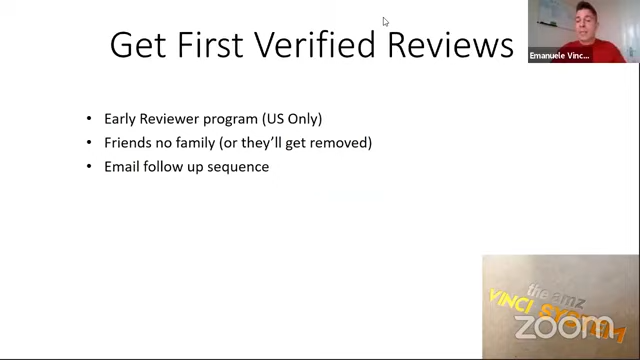 Get First Verified Reviews
Emanuele Vinc...
• Early Reviewer program (US Only)
• Friends no family (or they'll get removed)
• Email follow up sequence
the amz
VINCI SYSTEM
zoom